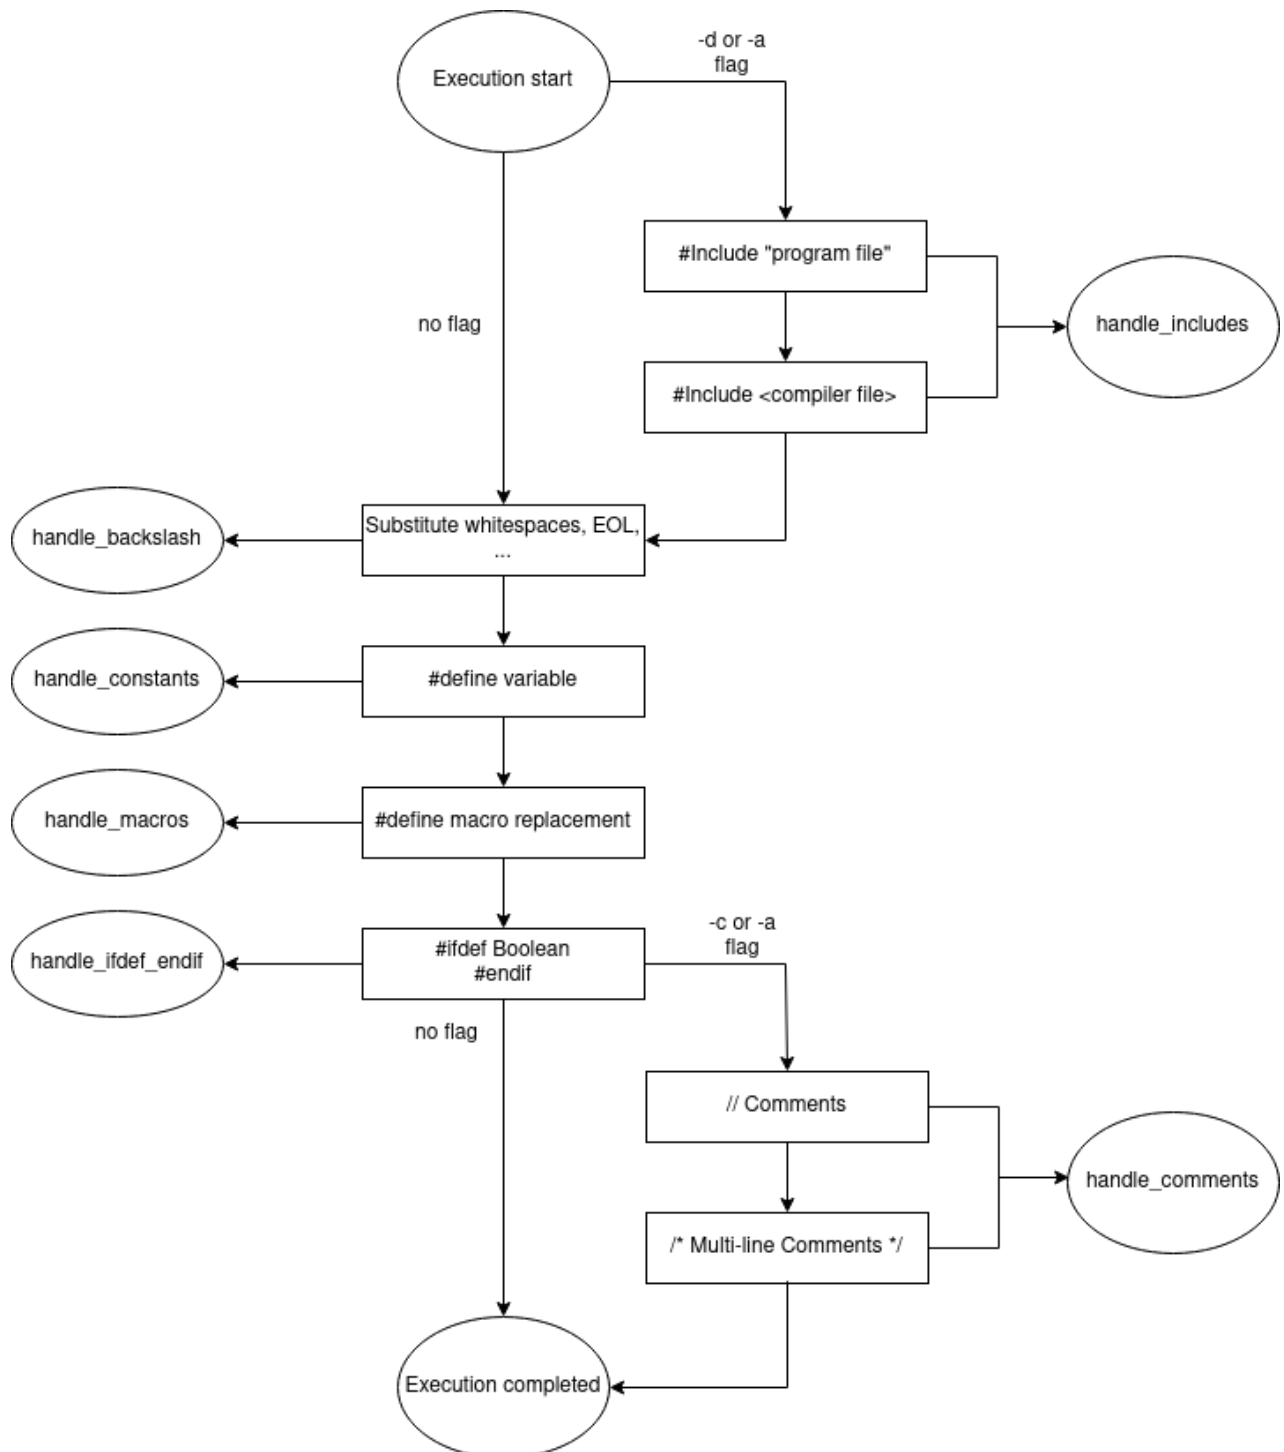 Execution start
-d or -a
flag
#Include "program file"
no flag
handle_includes
#Include <compiler file>
handle_backslash
Substitute whitespaces, EOL,
...
handle_constants
#define variable
handle_macros
#define macro replacement
-c or -a
flag
handle_ifdef_endif
#ifdef Boolean
#endif
no flag
// Comments
handle_comments
/* Multi-line Comments */
Execution completed